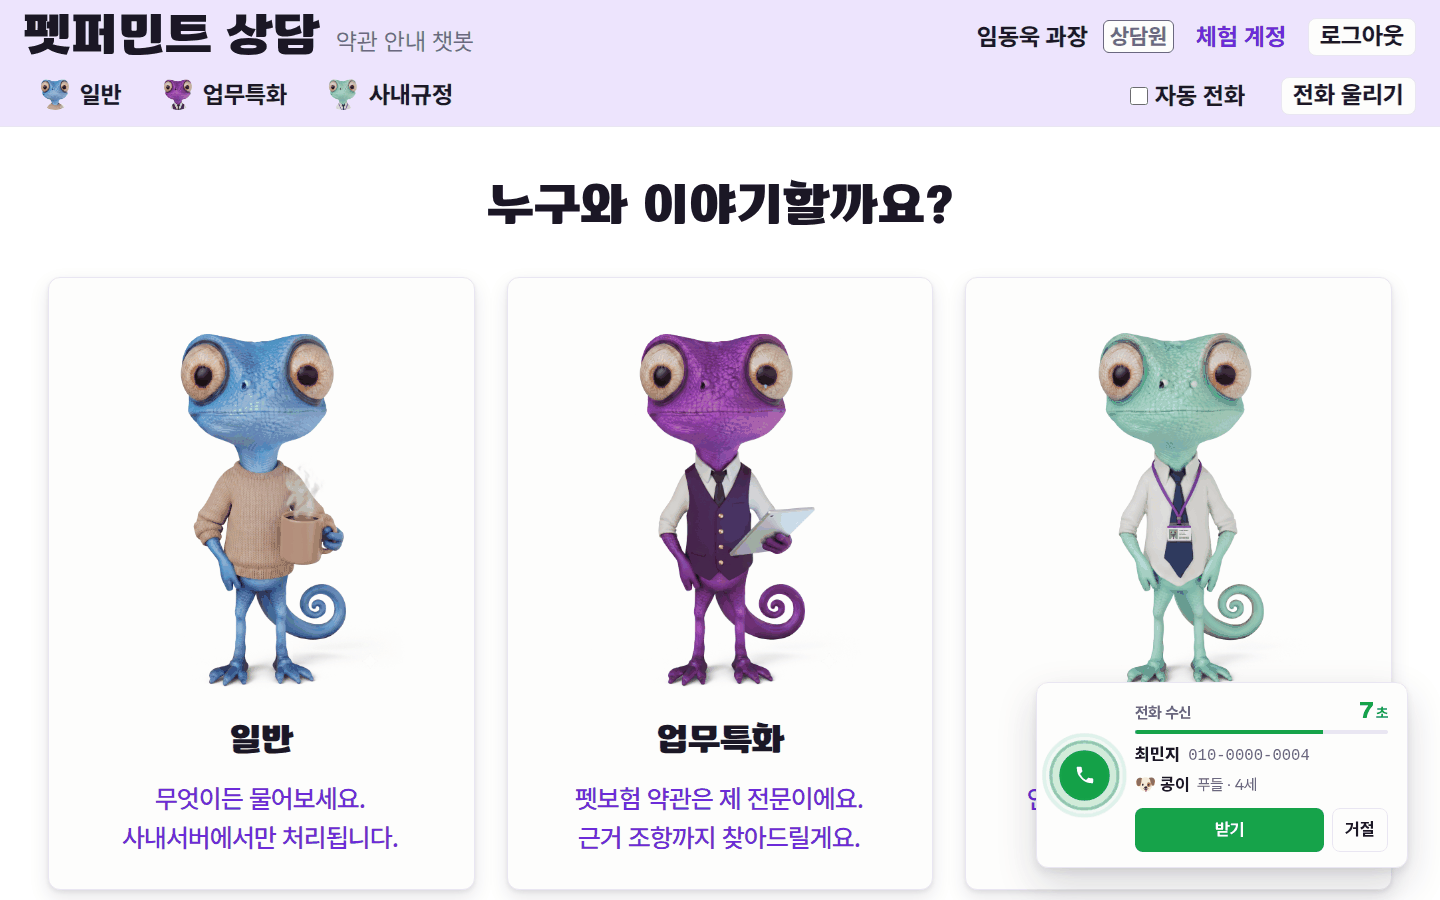 펫퍼민트 상담 약관 안내 챗봇
임동욱 과장 상담원 체험 계정 로그아웃
일반 업무특화 사내규정
자동 전화 전화 울리기
누구와 이야기할까요?
일반
무엇이든 물어보세요.
사내서버에서만 처리됩니다.
업무특화
펫보험 약관은 제 전문이에요.
근거 조항까지 찾아드릴게요.
전화 수신 7초
최민지 010-0000-0004
콩이 푸들 · 4세
받기 거절